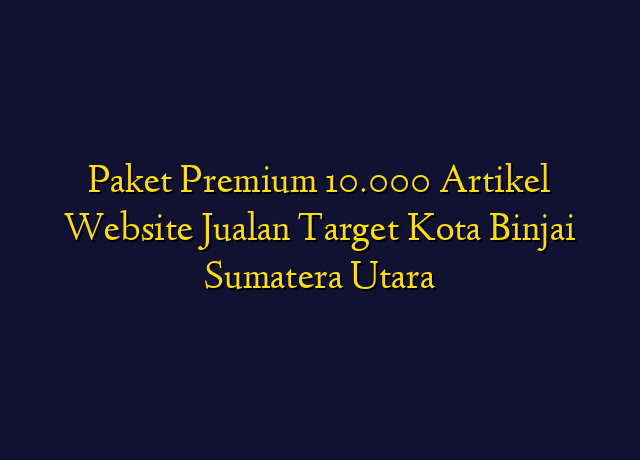 Paket Premium 10.000 Artikel
Website Jualan Target Kota Binjai
Sumatera Utara